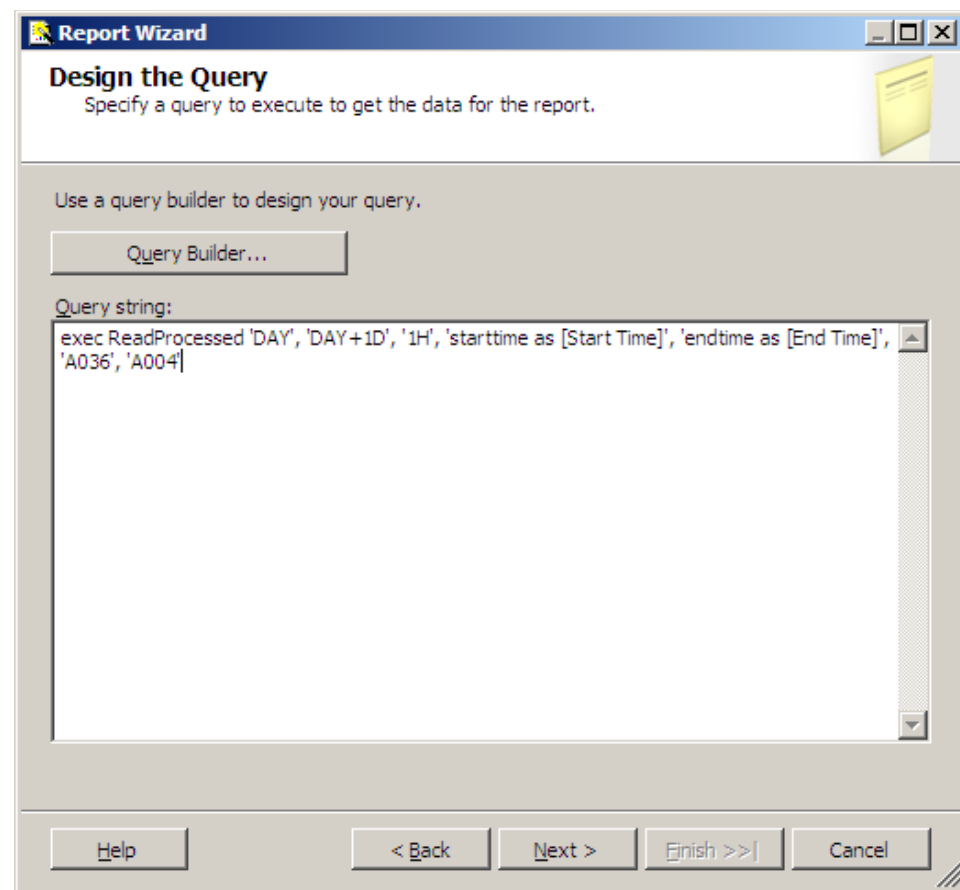 Report Wizard
Design the Query
Specify a query to execute to get the data for the report.
Use a query builder to design your query.
Query Builder...
Query string:
exec ReadProcessed 'DAY', 'DAY+1D', '1H', 'starttime as [Start Time]', 'endtime as [End Time]',
'A036', 'A004'
Help
< Back
Next >
Finish >>|
Cancel